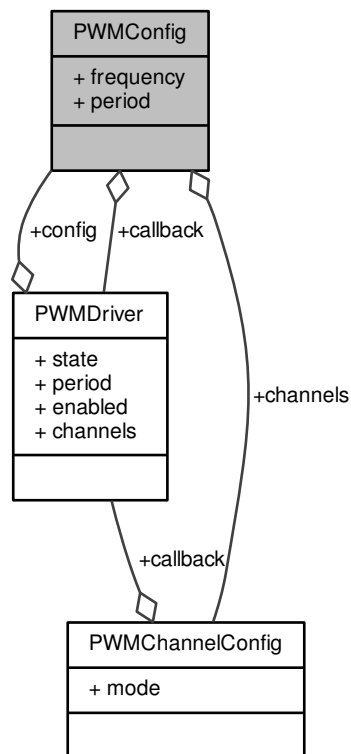 PWMConfig
+ frequency
+ period
+config
+callback
PWMDriver
+ state
+ period
+ enabled
+ channels
+channels
+callback
PWMChannelConfig
+ mode